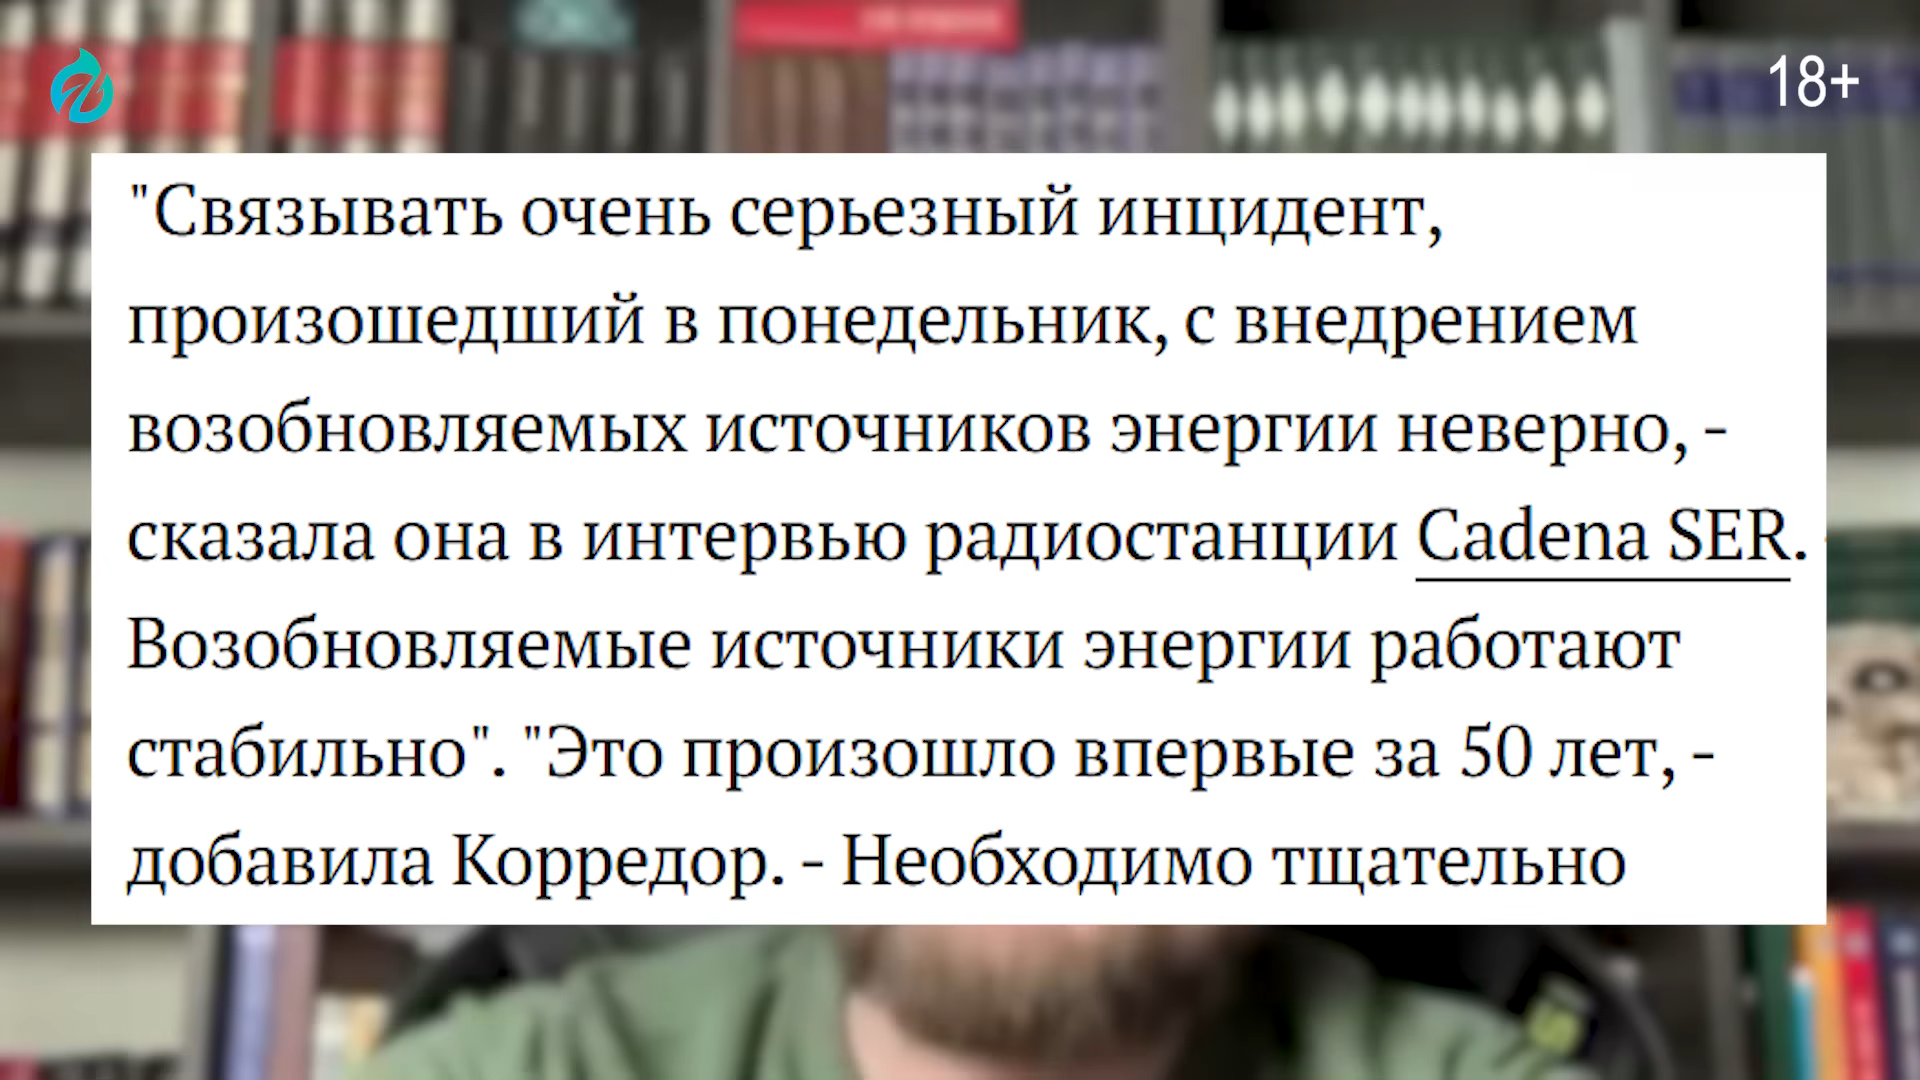 18+
"Связывать очень серьезный инцидент,
произошедший в понедельник, с внедрением
возобновляемых источников энергии неверно, -
сказала она в интервью радиостанции Cadena SER.
Возобновляемые источники энергии работают
стабильно". "Это произошло впервые за 50 лет, -
добавила Корредор. - Необходимо тщательно